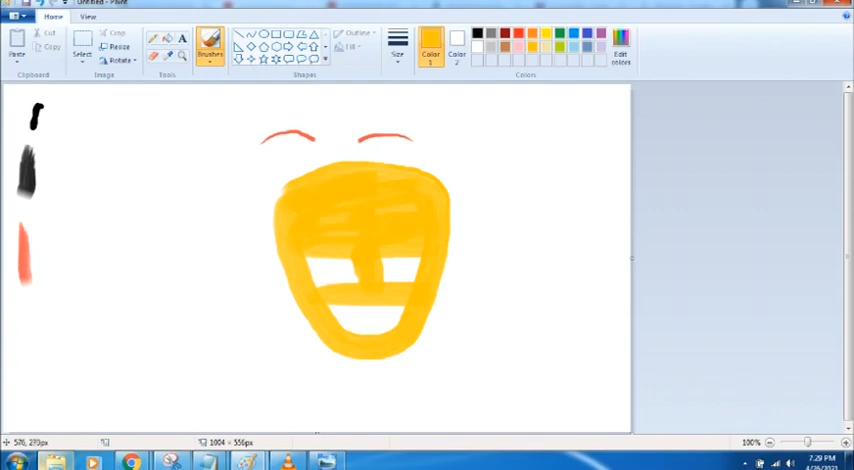 Untitled - Paint
Home View
Paste
Cut
Copy
Clipboard
Select
Crop
Resize
Rotate
Image
A
Tools
Brushes
Outline
Fill
Shapes
Size
Color
1
Color
2
Edit
colors
Colors
576, 273px
1004 × 556px
100%
7:29 PM
4/26/2021